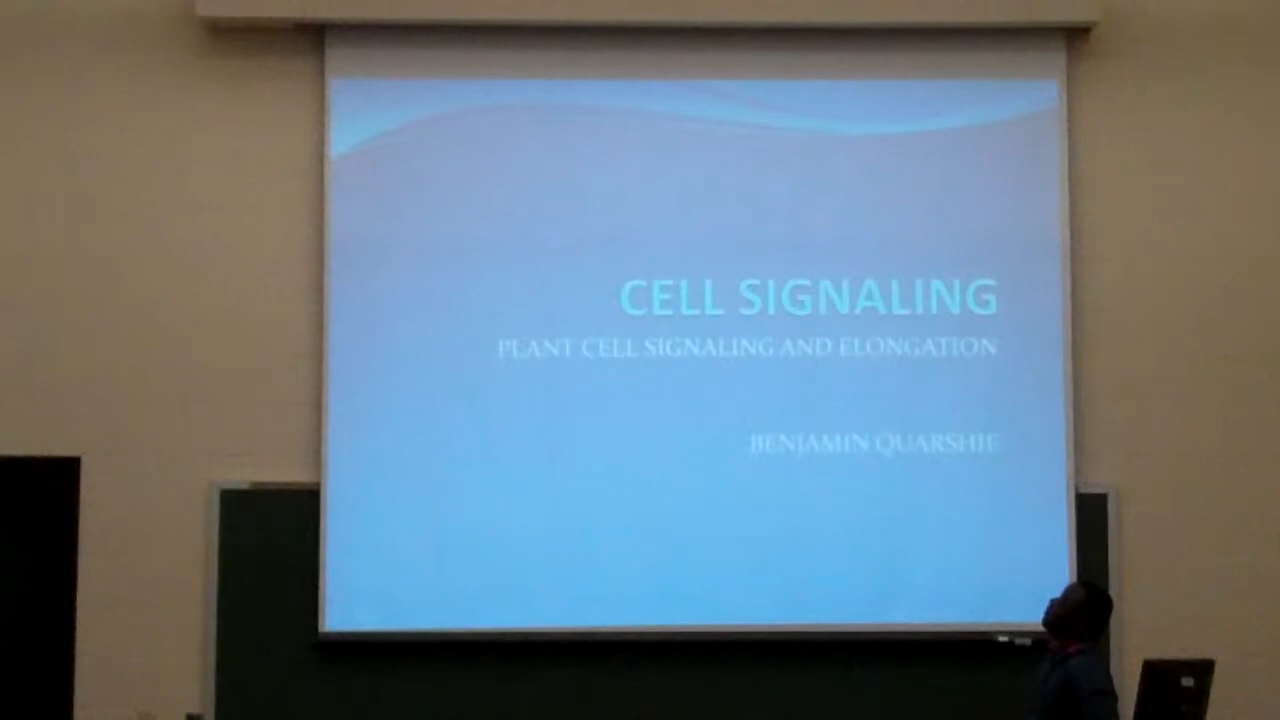 CELL SIGNALING
PLANT CELL SIGNALING AND ELONGATION
BENJAMIN QUARSHIE